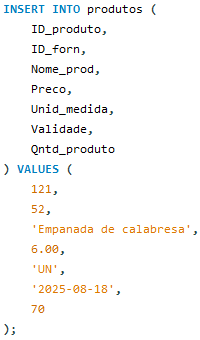 INSERT INTO produtos (
    ID_produto,
    ID_forn,
    Nome_prod,
    Preco,
    Unid_medida,
    Validade,
    Qntd_produto
) VALUES (
    121,
    52,
    'Empanada de calabresa',
    6.00,
    'UN',
    '2025-08-18',
    70
);